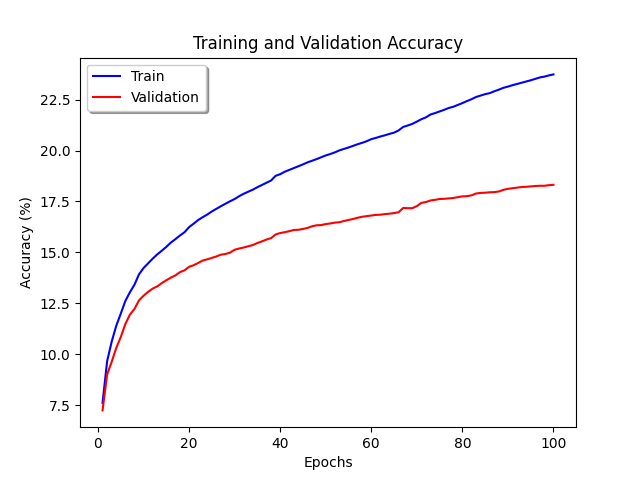 Training and Validation Accuracy
Train
Validation
Accuracy (%)
22.5
20.0
17.5
15.0
12.5
10.0
7.5
0 20 40 60 80 100
Epochs